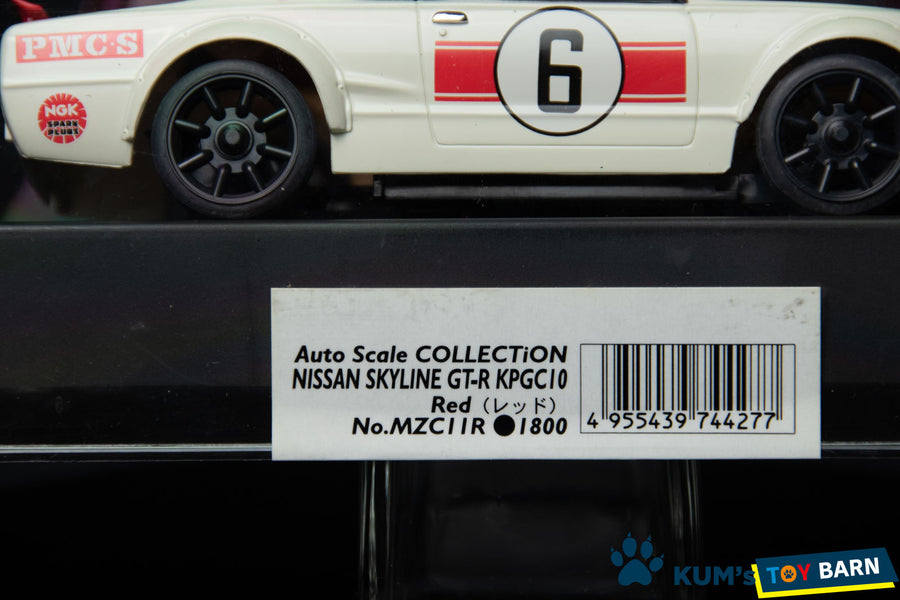 PMC·S
NGK
SPARK
PLUGS
6
Auto Scale COLLECTiON
NISSAN SKYLINE GT-R KPGC10
Red（レッド）
No.MZC11R ●1800
4 955439 744277
KUM's TOY BARN